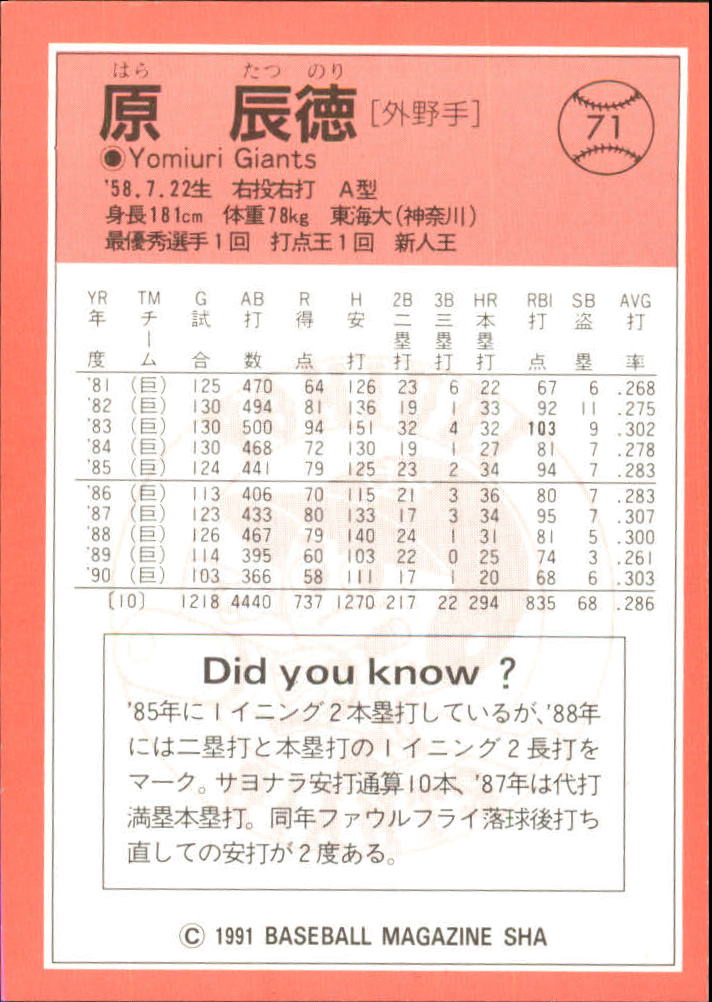 はら たつ のり
原 辰徳 [外野手] 71
●Yomiuri Giants
'58.7.22生 右投右打 A型
身長181cm 体重78kg 東海大(神奈川)
最優秀選手1回 打点王1回 新人王
YR TM G AB R H 2B 3B HR RBI SB AVG
年度 チーム 試合 打数 得点 安打 二塁打 三塁打 本塁打 打点 盗塁 打率
'81 (巨) 125 470 64 126 23 6 22 67 6 .268
'82 (巨) 130 494 81 136 19 1 33 92 11 .275
'83 (巨) 130 500 94 151 32 4 32 103 9 .302
'84 (巨) 130 468 72 130 19 1 27 81 7 .278
'85 (巨) 124 441 79 125 23 2 34 94 7 .283
'86 (巨) 113 406 70 115 21 3 36 80 7 .283
'87 (巨) 123 433 80 133 17 3 34 95 7 .307
'88 (巨) 126 467 79 140 24 1 31 81 5 .300
'89 (巨) 114 395 60 103 22 0 25 74 3 .261
'90 (巨) 103 366 58 111 17 1 20 68 6 .303
〔10〕 1218 4440 737 1270 217 22 294 835 68 .286
Did you know ?
'85年に1イニング2本塁打しているが、'88年
には二塁打と本塁打の1イニング2長打を
マーク。サヨナラ安打通算10本、'87年は代打
満塁本塁打。同年ファウルフライ落球後打ち
直しての安打が2度ある。
© 1991 BASEBALL MAGAZINE SHA